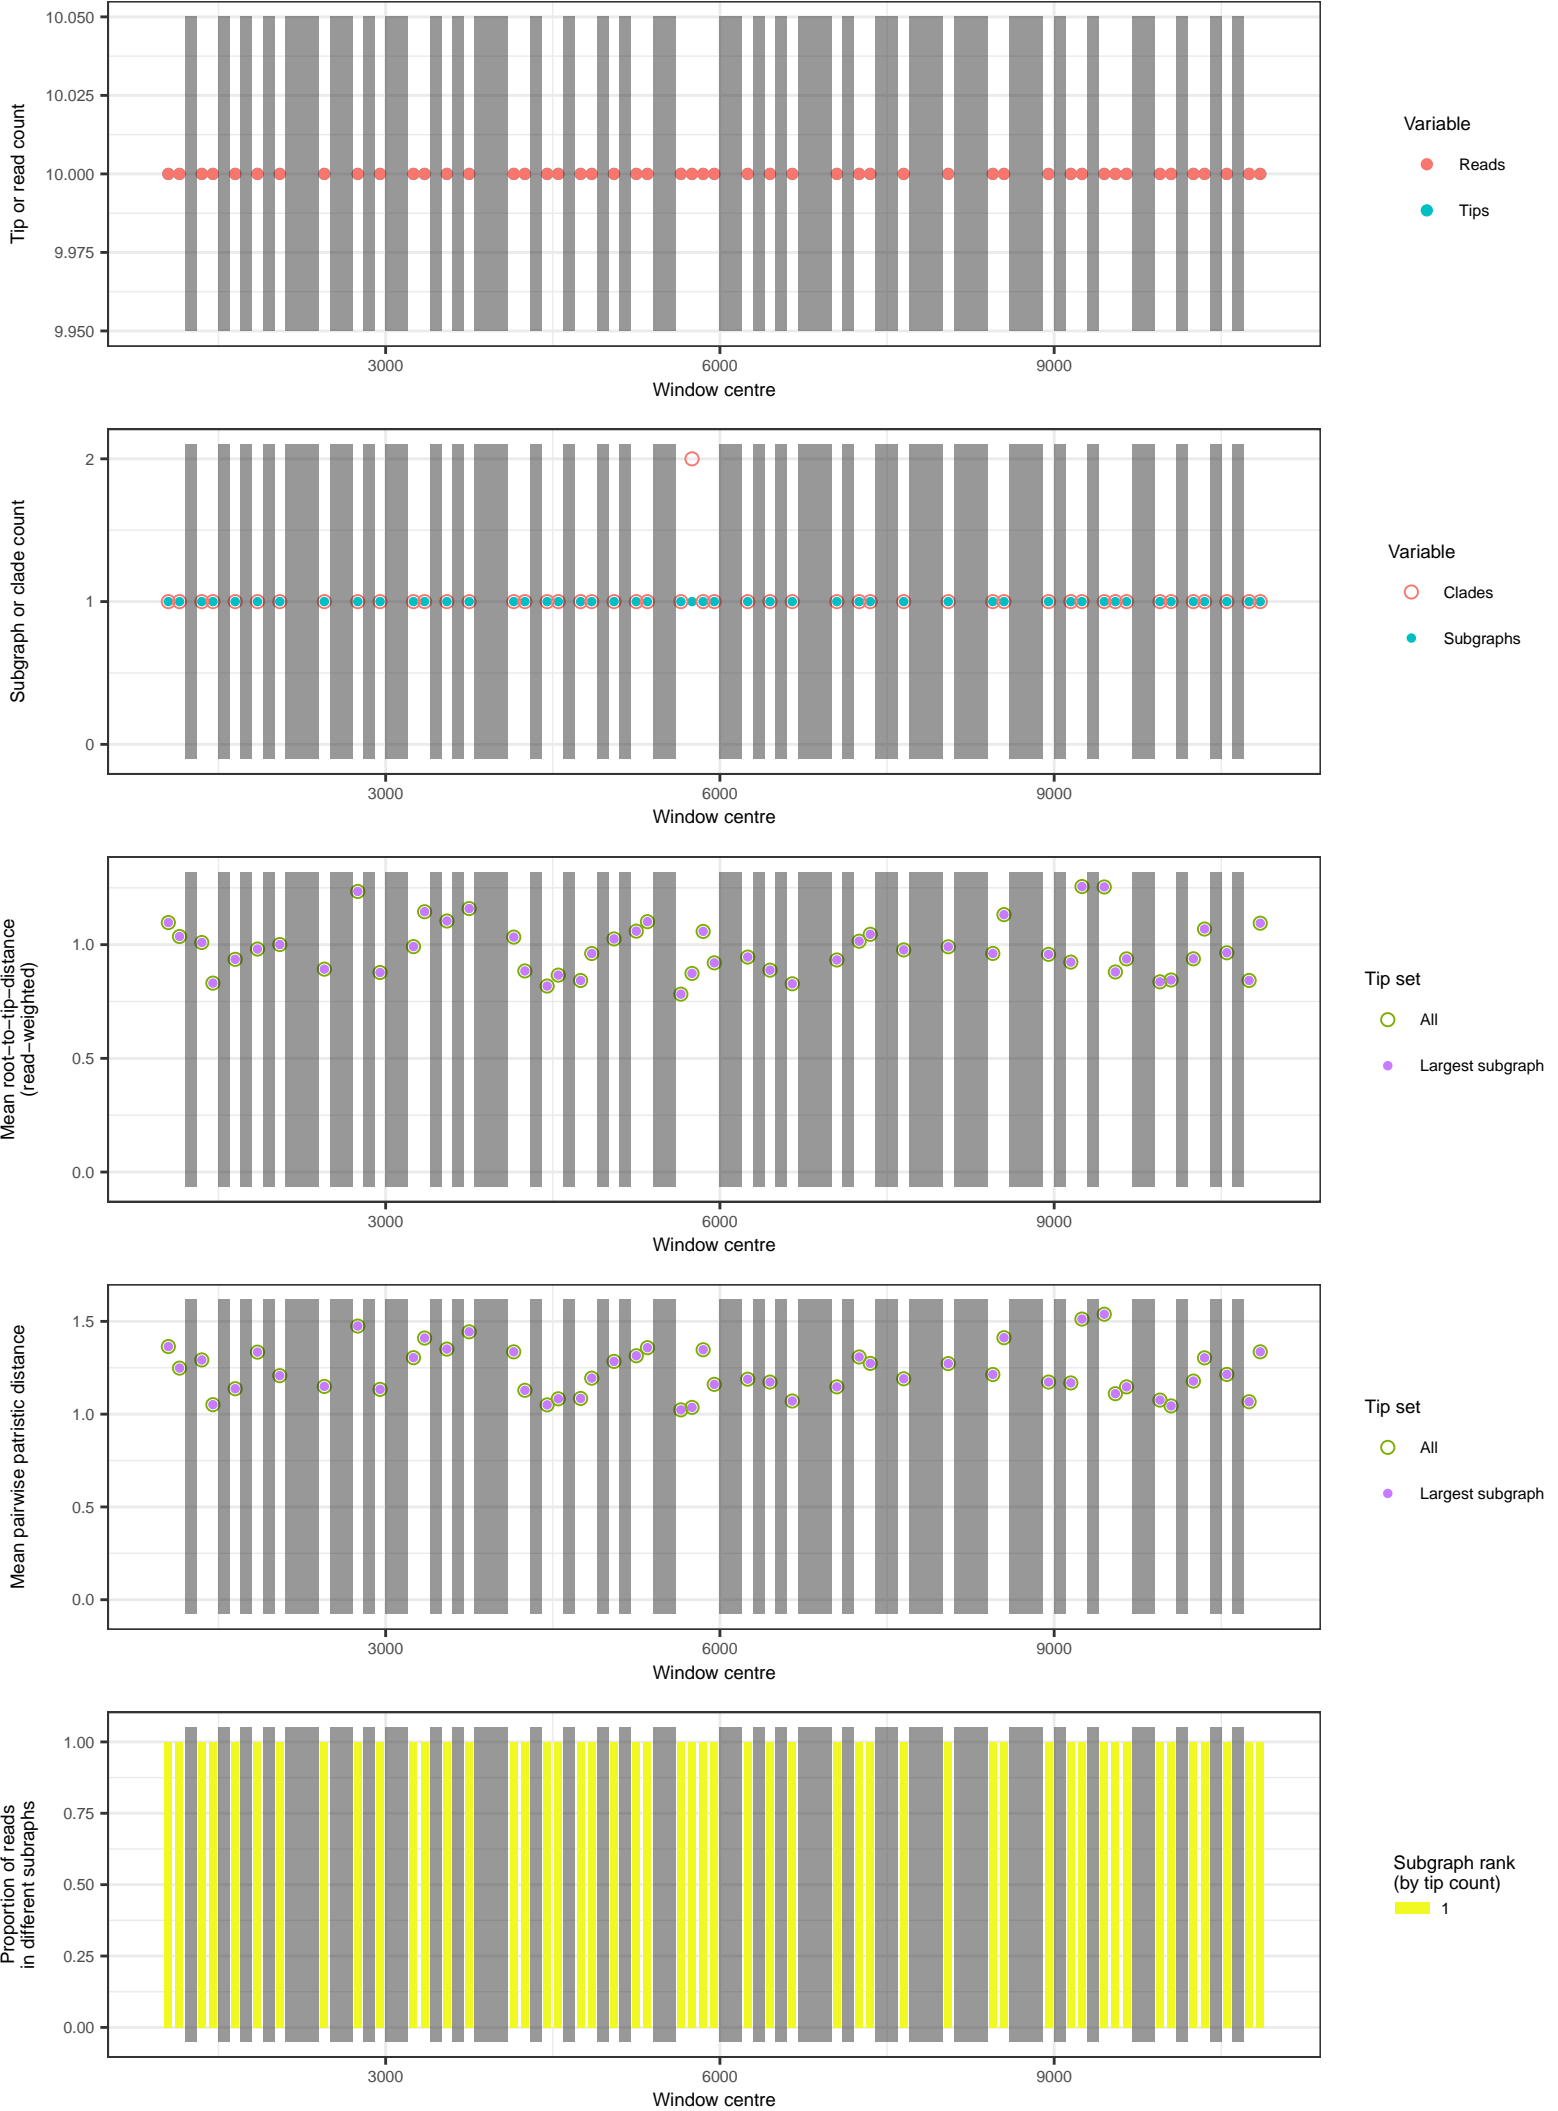 10.050
10.025
10.000
9.975
9.950
Tip or read count
3000
6000
9000
Window centre
Variable
Reads
Tips
2
1
0
Subgraph or clade count
3000
6000
9000
Window centre
Variable
Clades
Subgraphs
1.0
0.5
0.0
Mean root−to−tip−distance
(read−weighted)
3000
6000
9000
Window centre
Tip set
All
Largest subgraph
1.5
1.0
0.5
0.0
Mean pairwise patristic distance
3000
6000
9000
Window centre
Tip set
All
Largest subgraph
1.00
0.75
0.50
0.25
0.00
Proportion of reads
in different subraphs
3000
6000
9000
Window centre
Subgraph rank
(by tip count)
1